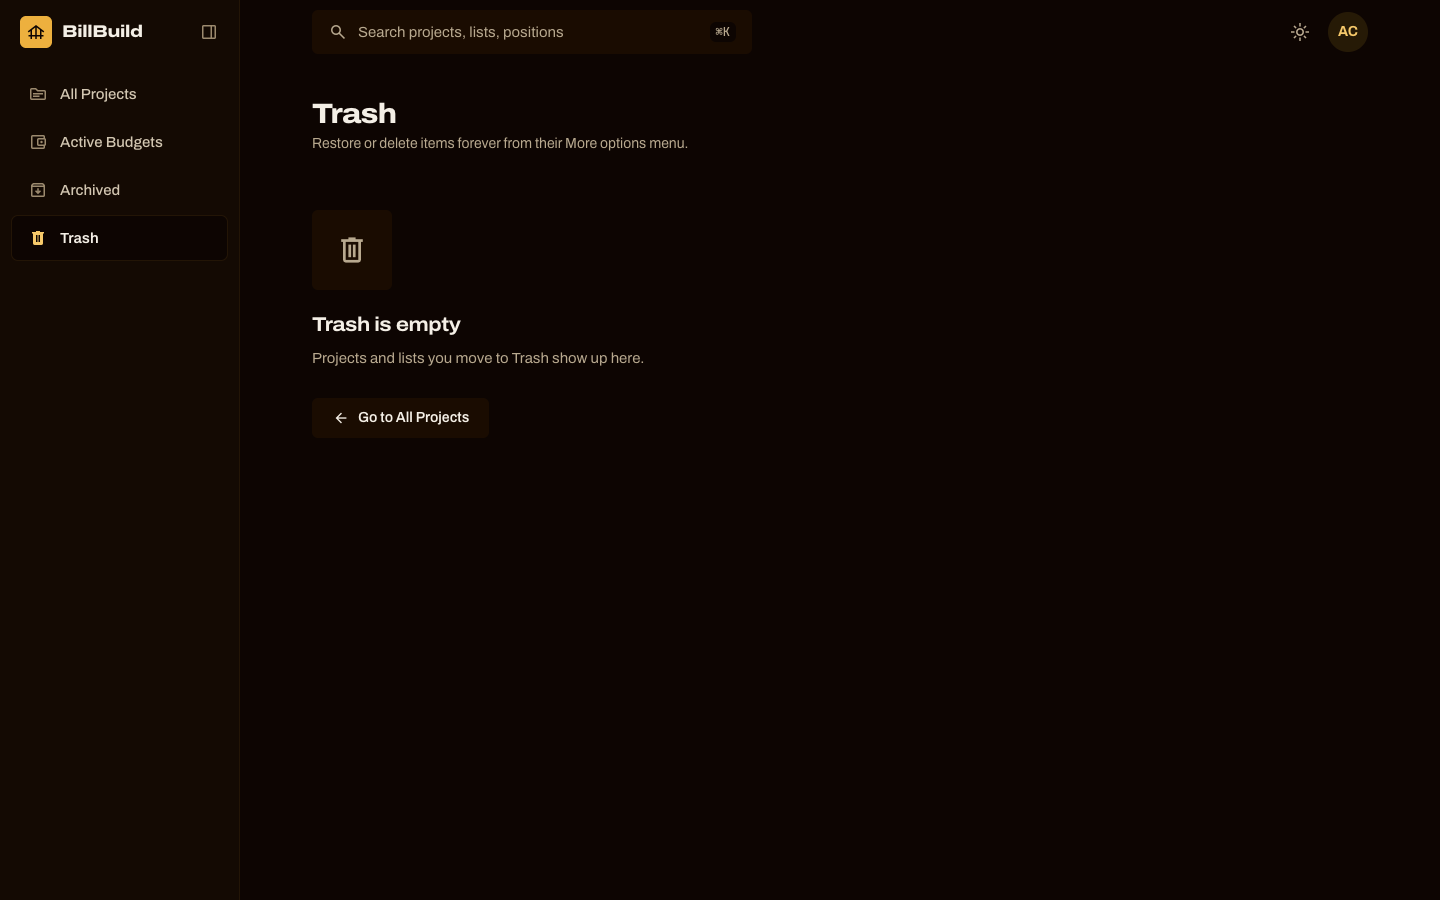 BillBuild
Search projects, lists, positions
⌘K
AC
All Projects
Active Budgets
Archived
Trash
Trash
Restore or delete items forever from their More options menu.
Trash is empty
Projects and lists you move to Trash show up here.
Go to All Projects